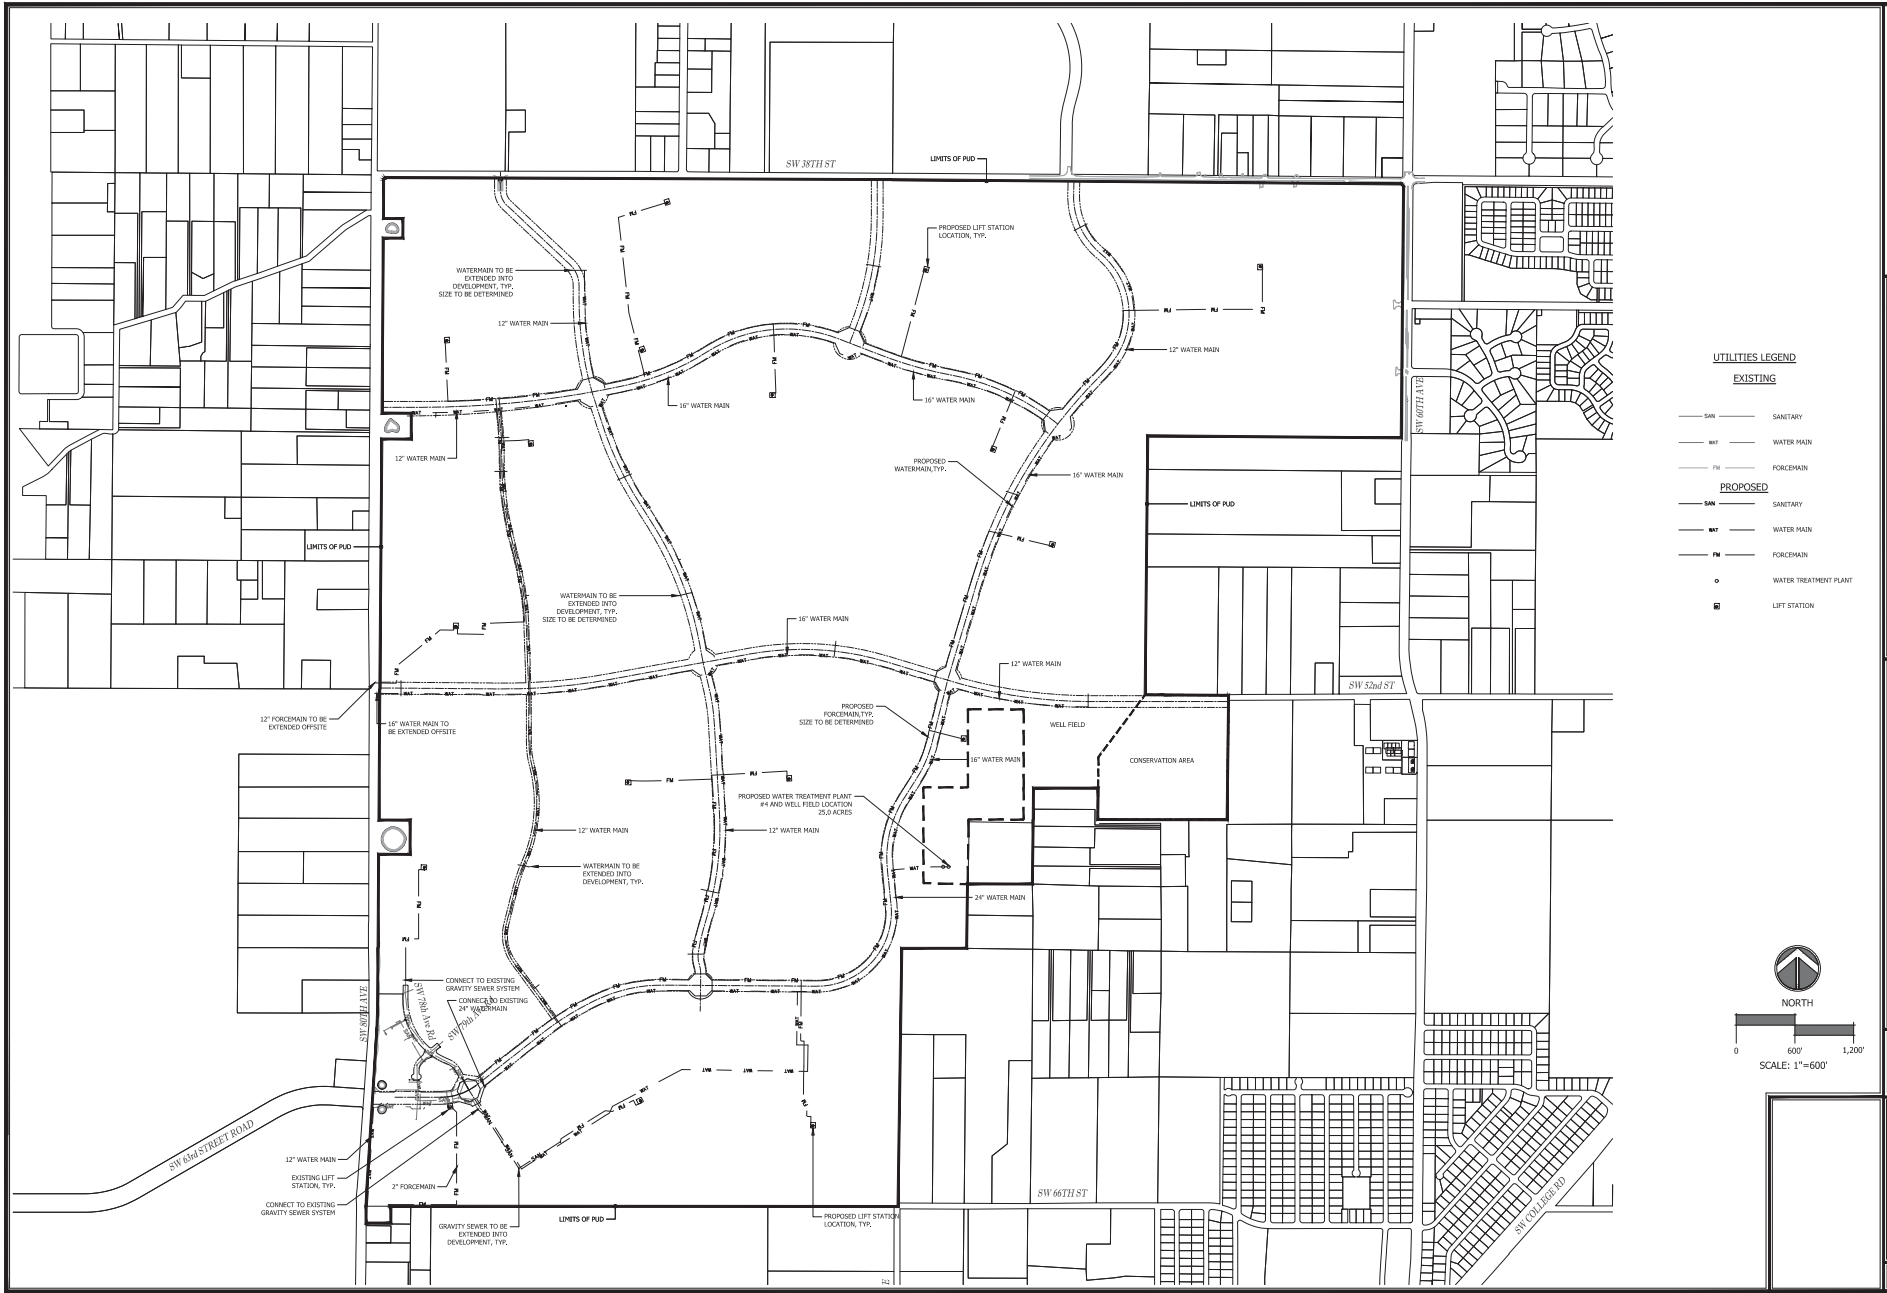 SW 38TH ST
LIMITS OF PUD
PROPOSED LIFT STATION
LOCATION, TYP.
WATERMAIN TO BE
EXTENDED INTO
DEVELOPMENT, TYP.
SIZE TO BE DETERMINED
12" WATER MAIN
12" WATER MAIN
16" WATER MAIN
16" WATER MAIN
12" WATER MAIN
PROPOSED
WATERMAIN,TYP.
16" WATER MAIN
SW 60TH AVE
LIMITS OF PUD
LIMITS OF PUD
WATERMAIN TO BE
EXTENDED INTO
DEVELOPMENT, TYP.
SIZE TO BE DETERMINED
16" WATER MAIN
12" WATER MAIN
SW 52nd ST
12" FORCEMAIN TO BE
EXTENDED OFFSITE
16" WATER MAIN TO
BE EXTENDED OFFSITE
PROPOSED
FORCEMAIN,TYP.
SIZE TO BE DETERMINED
WELL FIELD
16" WATER MAIN
CONSERVATION AREA
PROPOSED WATER TREATMENT PLANT
#4 AND WELL FIELD LOCATION
25.0 ACRES
12" WATER MAIN
12" WATER MAIN
WATERMAIN TO BE
EXTENDED INTO
DEVELOPMENT, TYP.
24" WATER MAIN
CONNECT TO EXISTING
GRAVITY SEWER SYSTEM
CONNECT TO EXISTING
24" WATERMAIN
SW 80TH AVE
SW 78th Ave Rd
SW 79th Ave
SW 63rd STREET ROAD
12" WATER MAIN
EXISTING LIFT
STATION, TYP.
CONNECT TO EXISTING
GRAVITY SEWER SYSTEM
2" FORCEMAIN
GRAVITY SEWER TO BE
EXTENDED INTO
DEVELOPMENT, TYP.
LIMITS OF PUD
PROPOSED LIFT STATION
LOCATION, TYP.
SW 66TH ST
SW COLLEGE RD
UTILITIES LEGEND
EXISTING
SAN SANITARY
WAT WATER MAIN
FM FORCEMAIN
PROPOSED
SAN SANITARY
WAT WATER MAIN
FM FORCEMAIN
WATER TREATMENT PLANT
LIFT STATION
NORTH
0 600' 1,200'
SCALE: 1"=600'